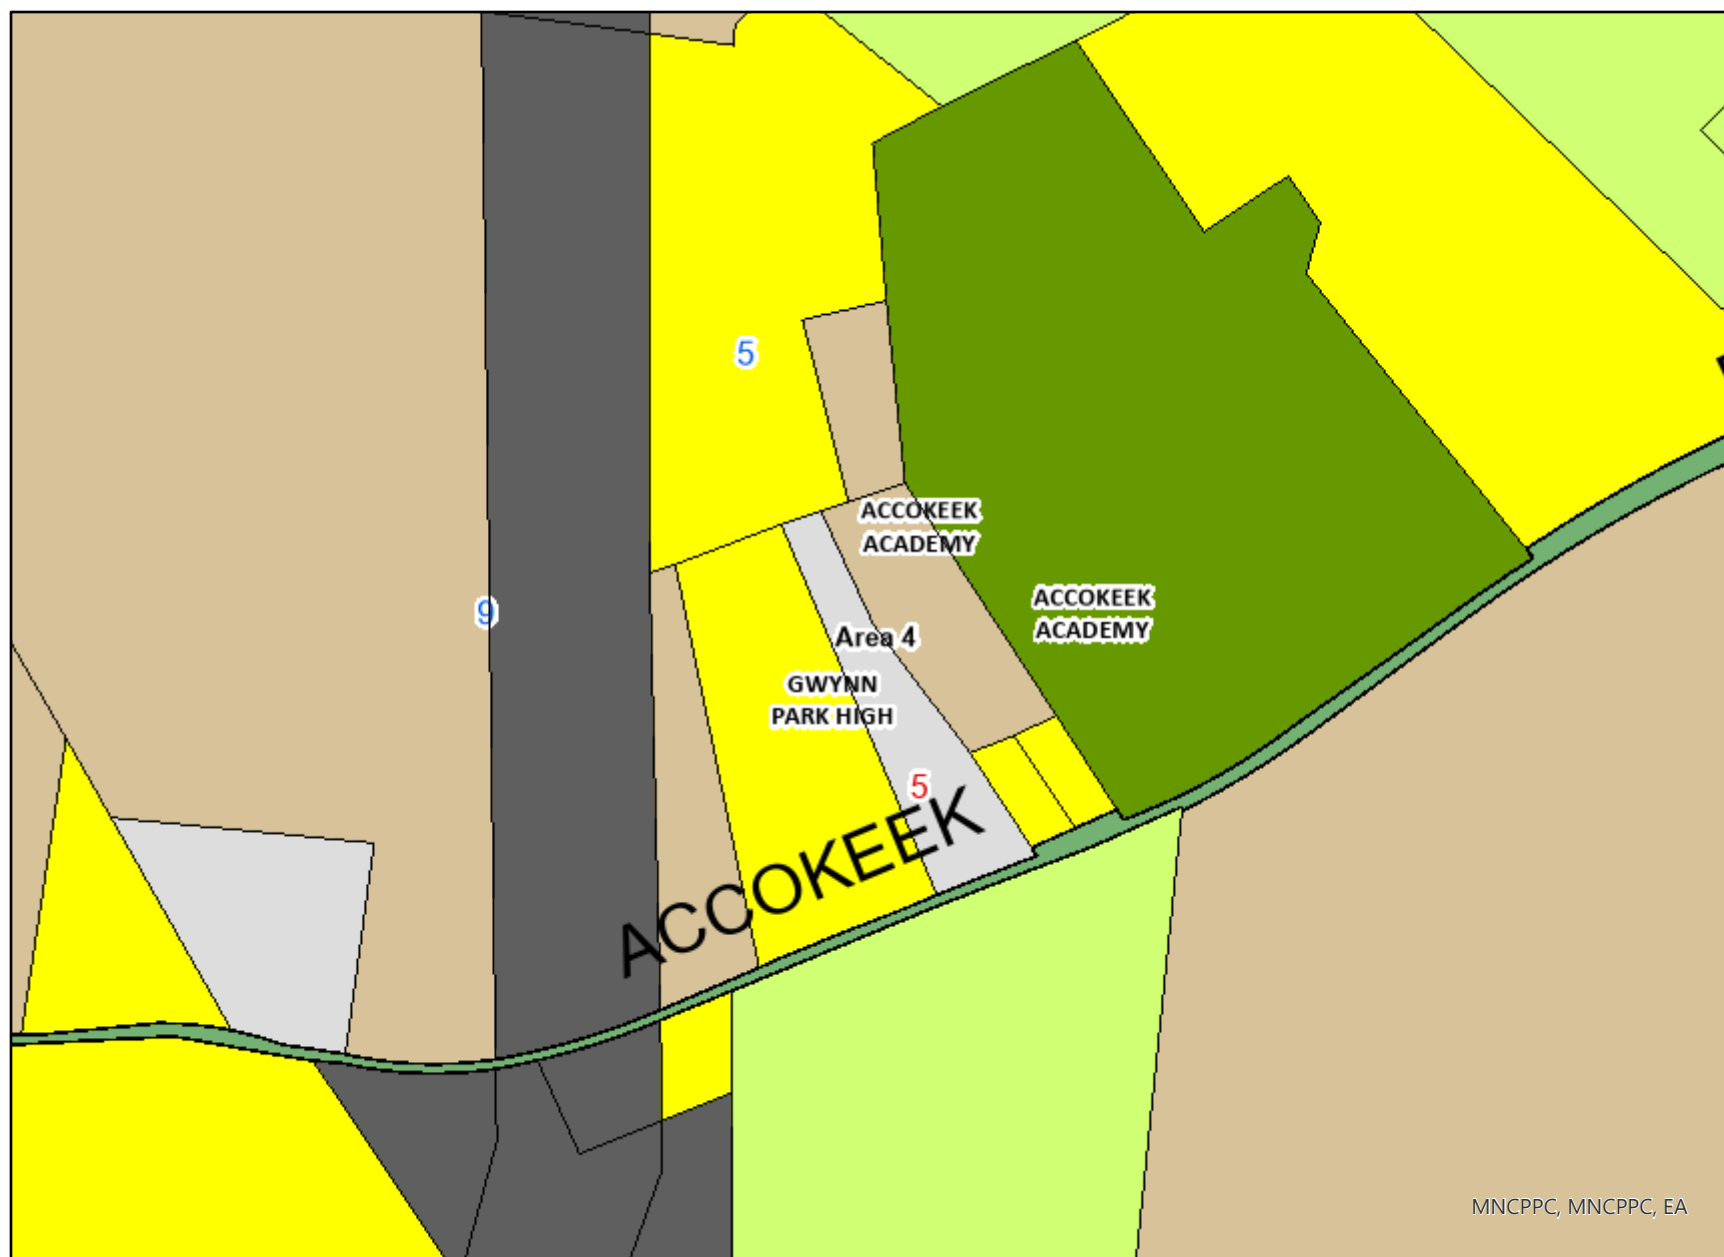 5
ACCOKEEK
ACADEMY
ACCOKEEK
ACADEMY
9
Area 4
GWYNN
PARK HIGH
5
ACCOKEEK
MNCPPC, MNCPPC, EA